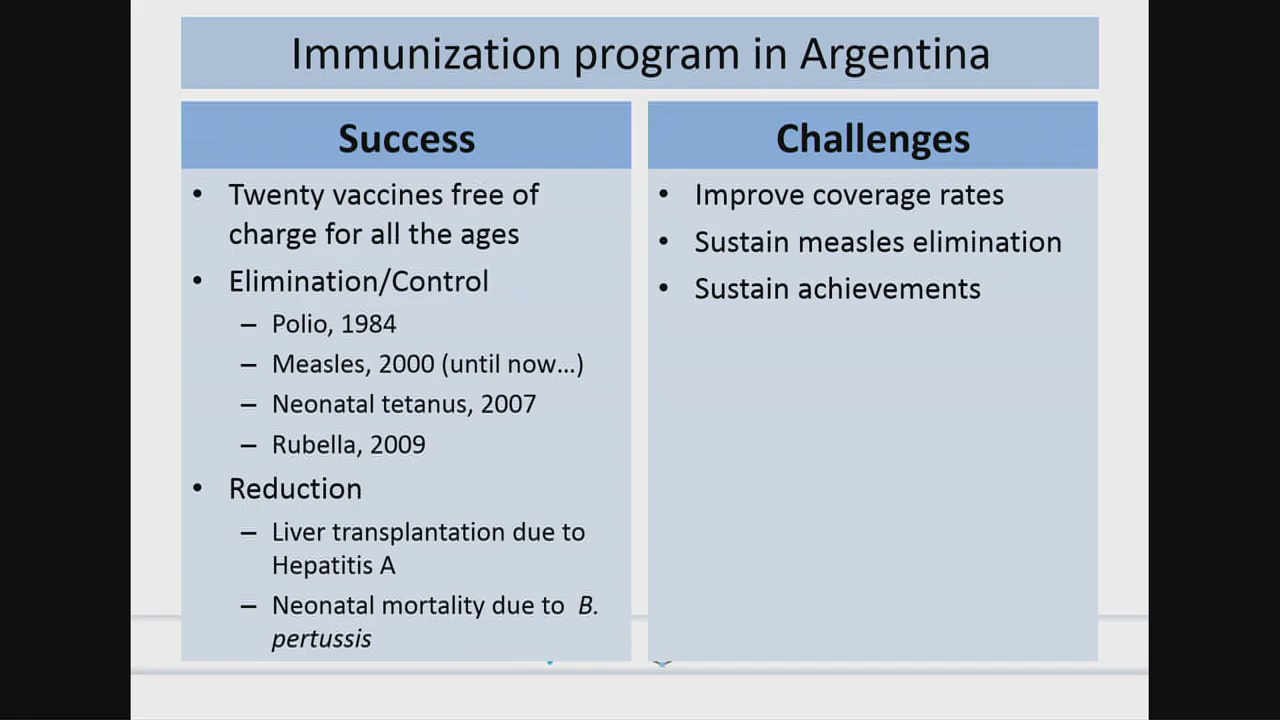 Immunization program in Argentina
Success
• Twenty vaccines free of
charge for all the ages
• Elimination/Control
– Polio, 1984
– Measles, 2000 (until now...)
– Neonatal tetanus, 2007
– Rubella, 2009
• Reduction
– Liver transplantation due to
Hepatitis A
– Neonatal mortality due to B.
pertussis
Challenges
• Improve coverage rates
• Sustain measles elimination
• Sustain achievements